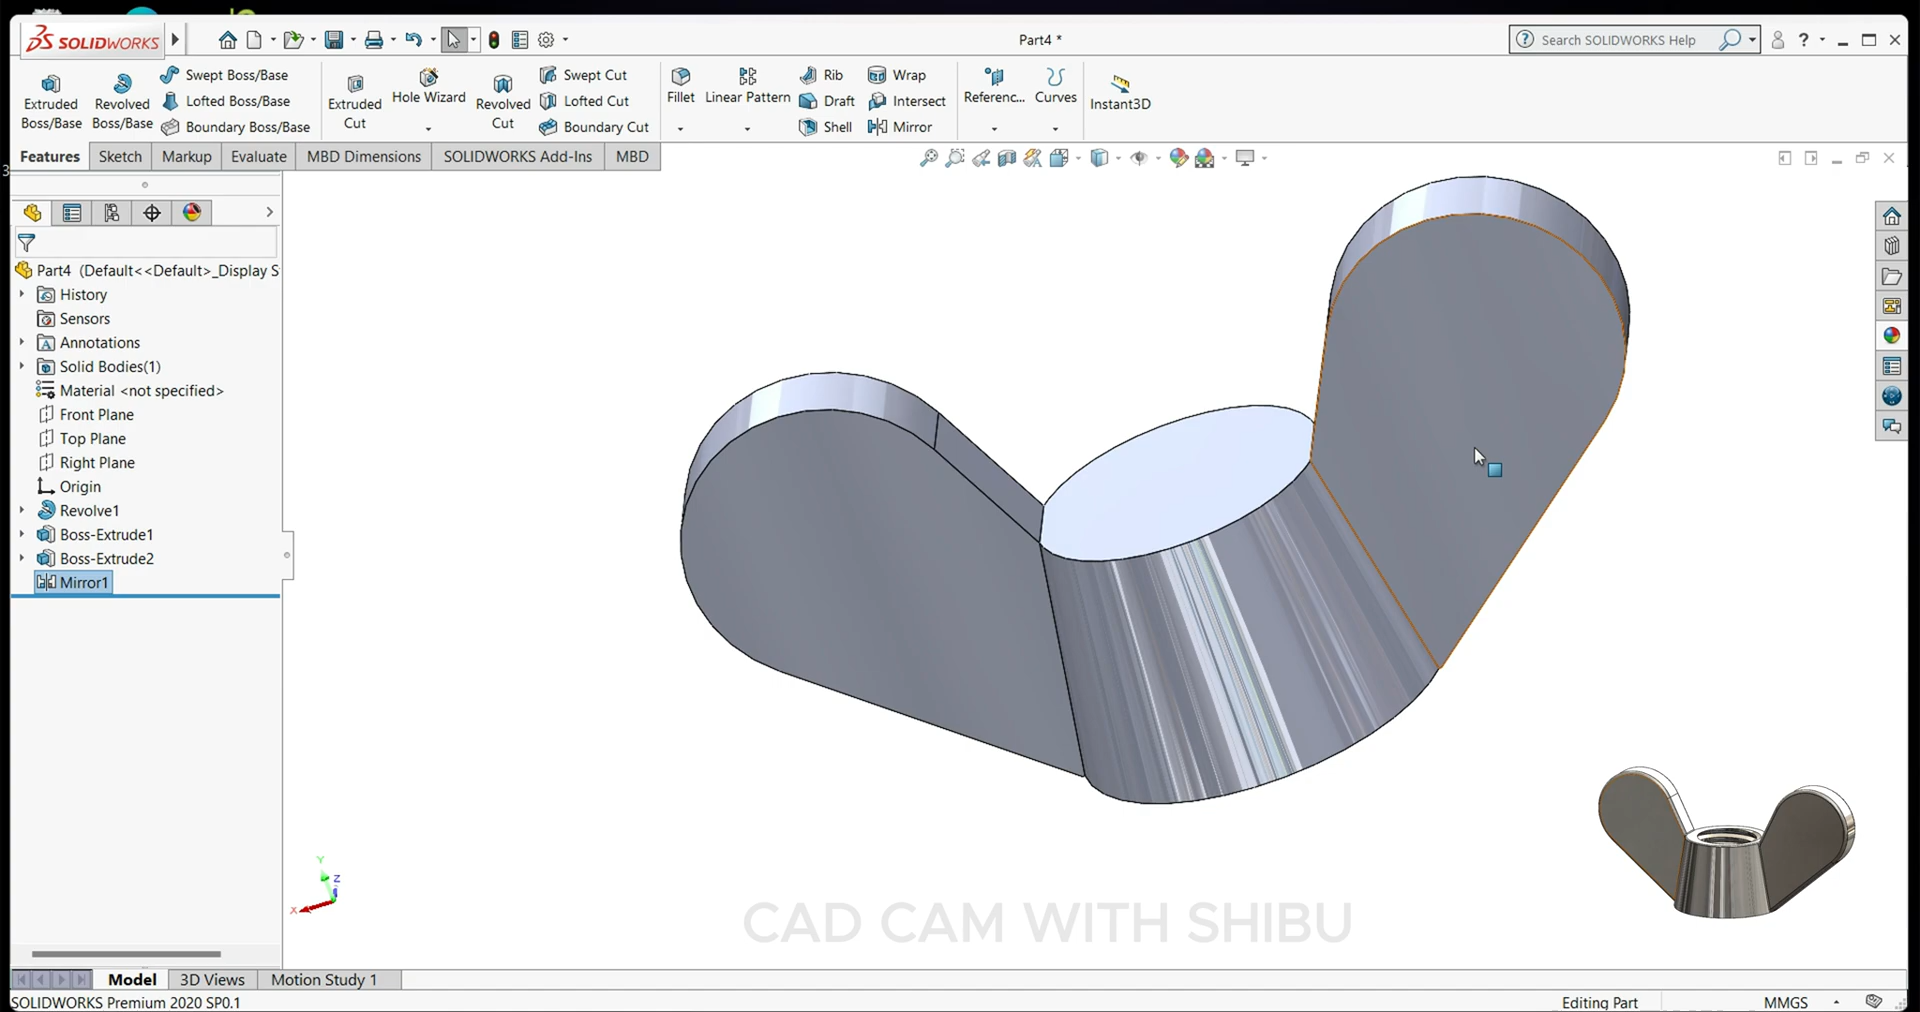 SOLIDWORKS
Part4 *
Search SOLIDWORKS Help
Extruded Boss/Base
Revolved Boss/Base
Swept Boss/Base
Lofted Boss/Base
Boundary Boss/Base
Extruded Cut
Hole Wizard
Revolved Cut
Swept Cut
Lofted Cut
Boundary Cut
Fillet
Linear Pattern
Rib
Draft
Shell
Wrap
Intersect
Mirror
Referenc...
Curves
Instant3D
Features
Sketch
Markup
Evaluate
MBD Dimensions
SOLIDWORKS Add-Ins
MBD
3
Part4 (Default<<Default>_Display S
History
Sensors
Annotations
Solid Bodies(1)
Material <not specified>
Front Plane
Top Plane
Right Plane
Origin
Revolve1
Boss-Extrude1
Boss-Extrude2
Mirror1
Y
Z
X
CAD CAM WITH SHIBU
Model
3D Views
Motion Study 1
SOLIDWORKS Premium 2020 SP0.1
Editing Part
MMGS